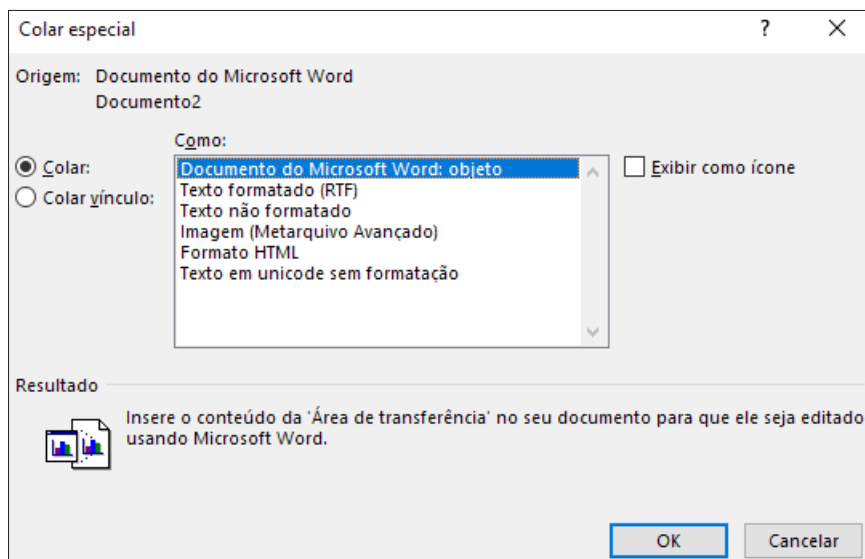 Colar especial
?
Origem: Documento do Microsoft Word
Documento2
Como:
Colar:
Colar vínculo:
Documento do Microsoft Word: objeto
Texto formatado (RTF)
Texto não formatado
Imagem (Metarquivo Avançado)
Formato HTML
Texto em unicode sem formatação
Exibir como ícone
Resultado
Insere o conteúdo da 'Área de transferência' no seu documento para que ele seja editado
usando Microsoft Word.
OK
Cancelar